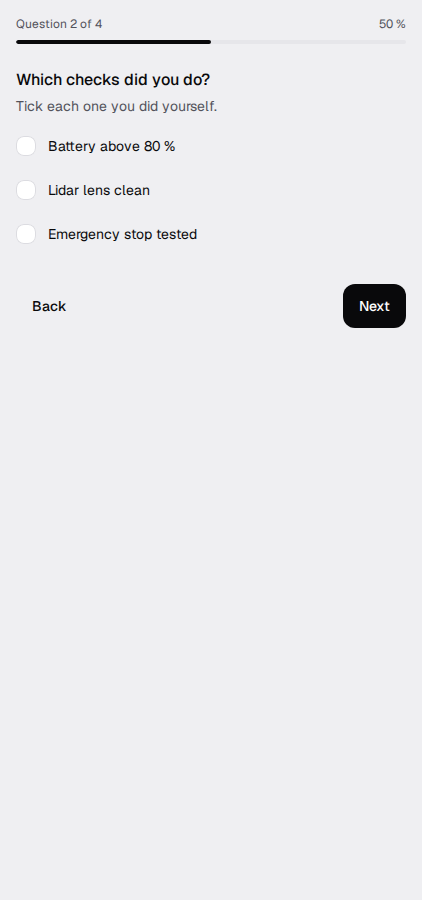 Question 2 of 4
50 %
Which checks did you do?
Tick each one you did yourself.
Battery above 80 %
Lidar lens clean
Emergency stop tested
Back
Next